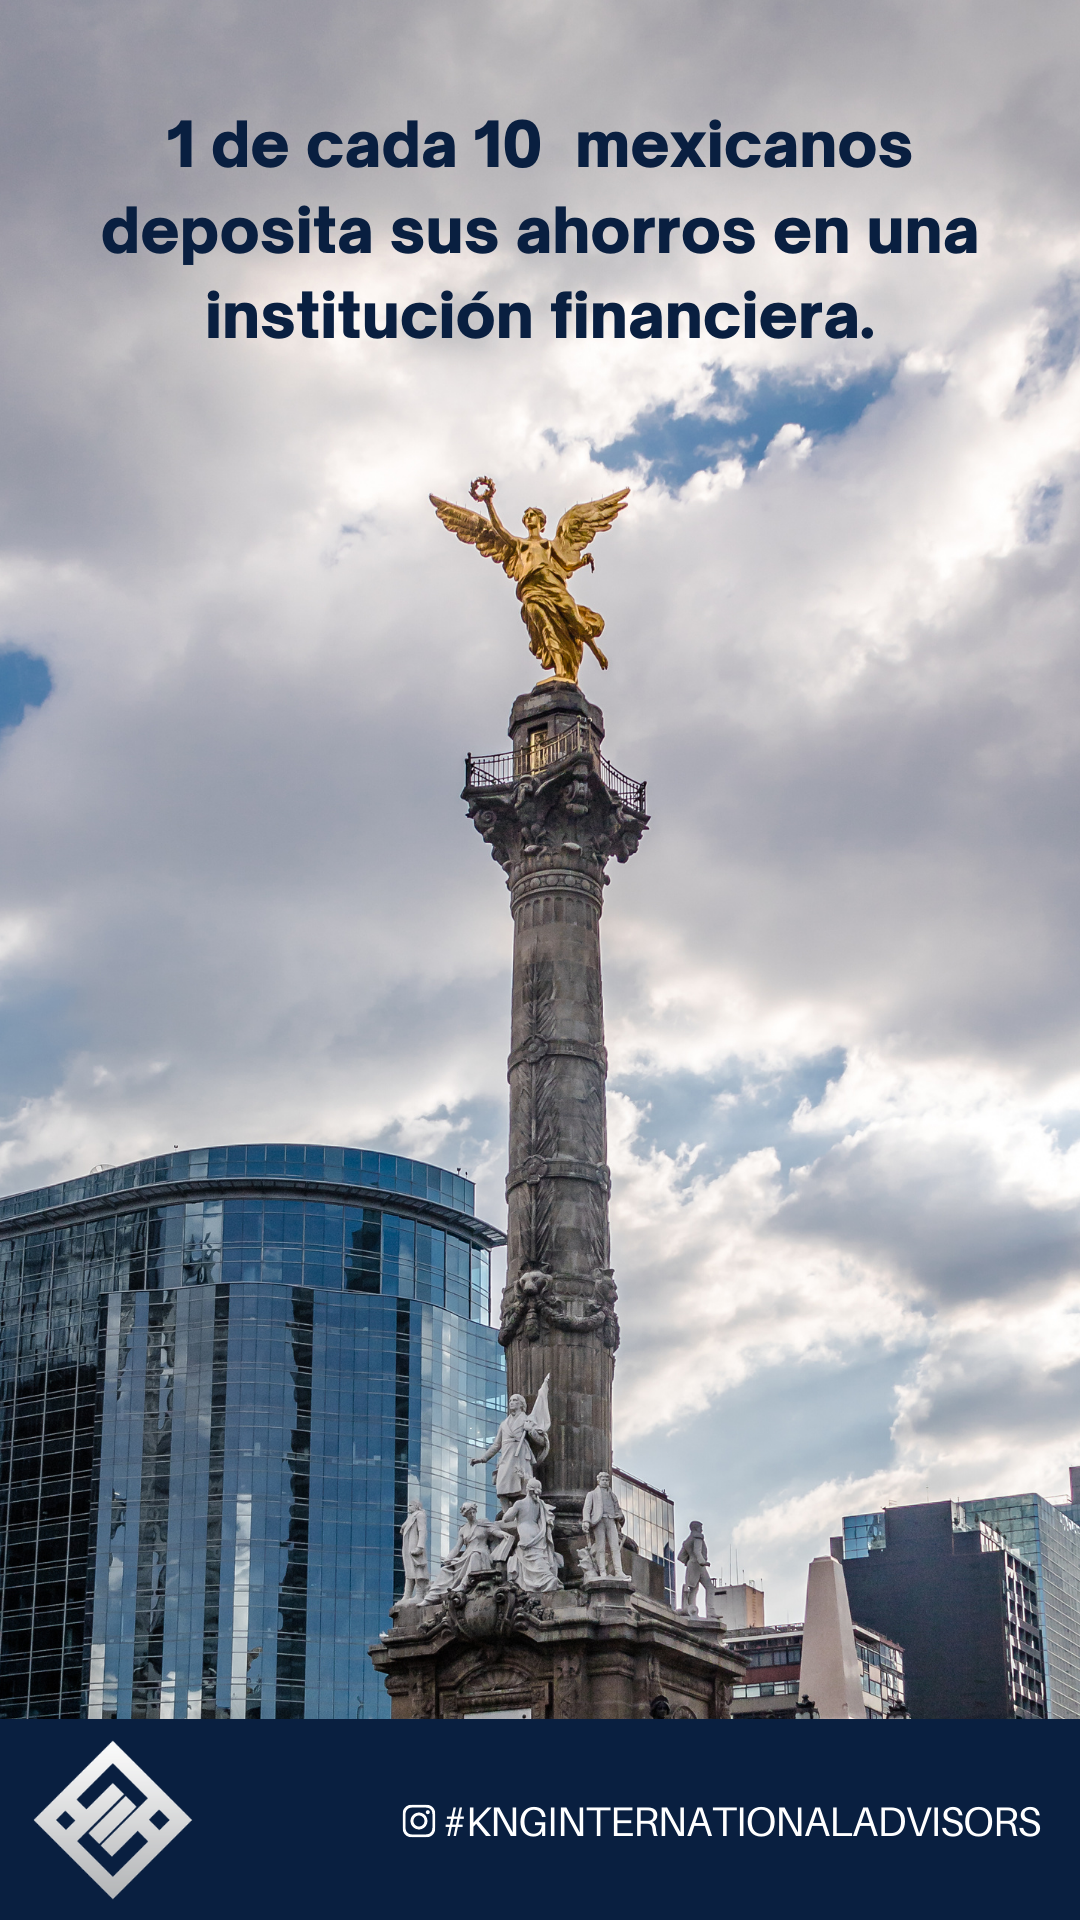 1 de cada 10  mexicanos
deposita sus ahorros en una
institución financiera.
#KNGINTERNATIONALADVISORS